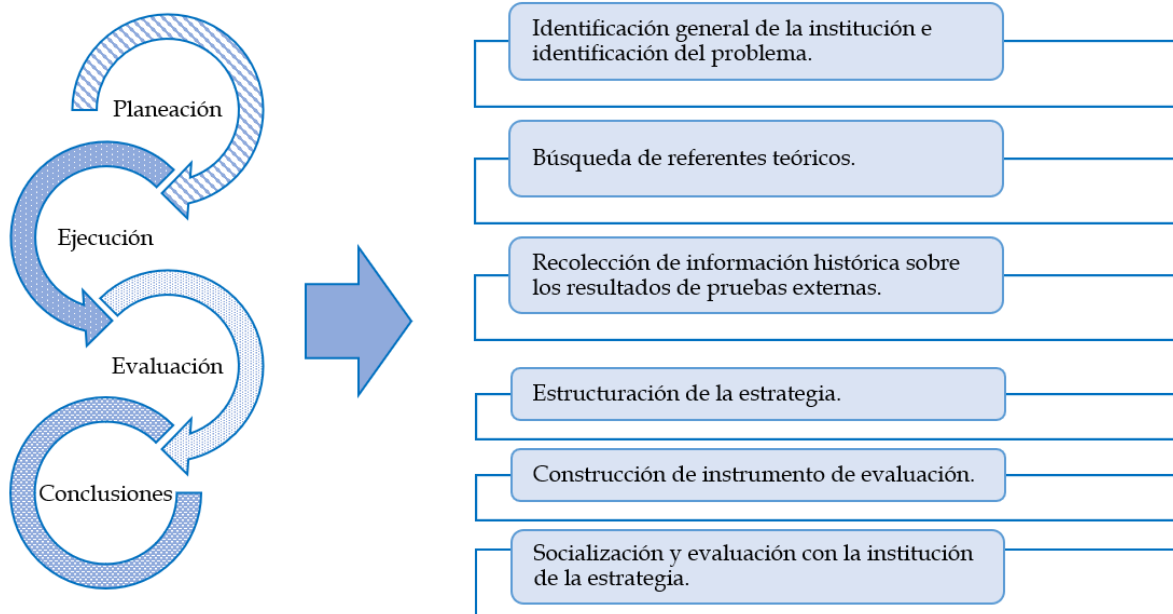 Planeación
Ejecución
Evaluación
Conclusiones
Identificación general de la institución e
identificación del problema.
Búsqueda de referentes teóricos.
Recolección de información histórica sobre
los resultados de pruebas externas.
Estructuración de la estrategia.
Construcción de instrumento de evaluación.
Socialización y evaluación con la institución
de la estrategia.